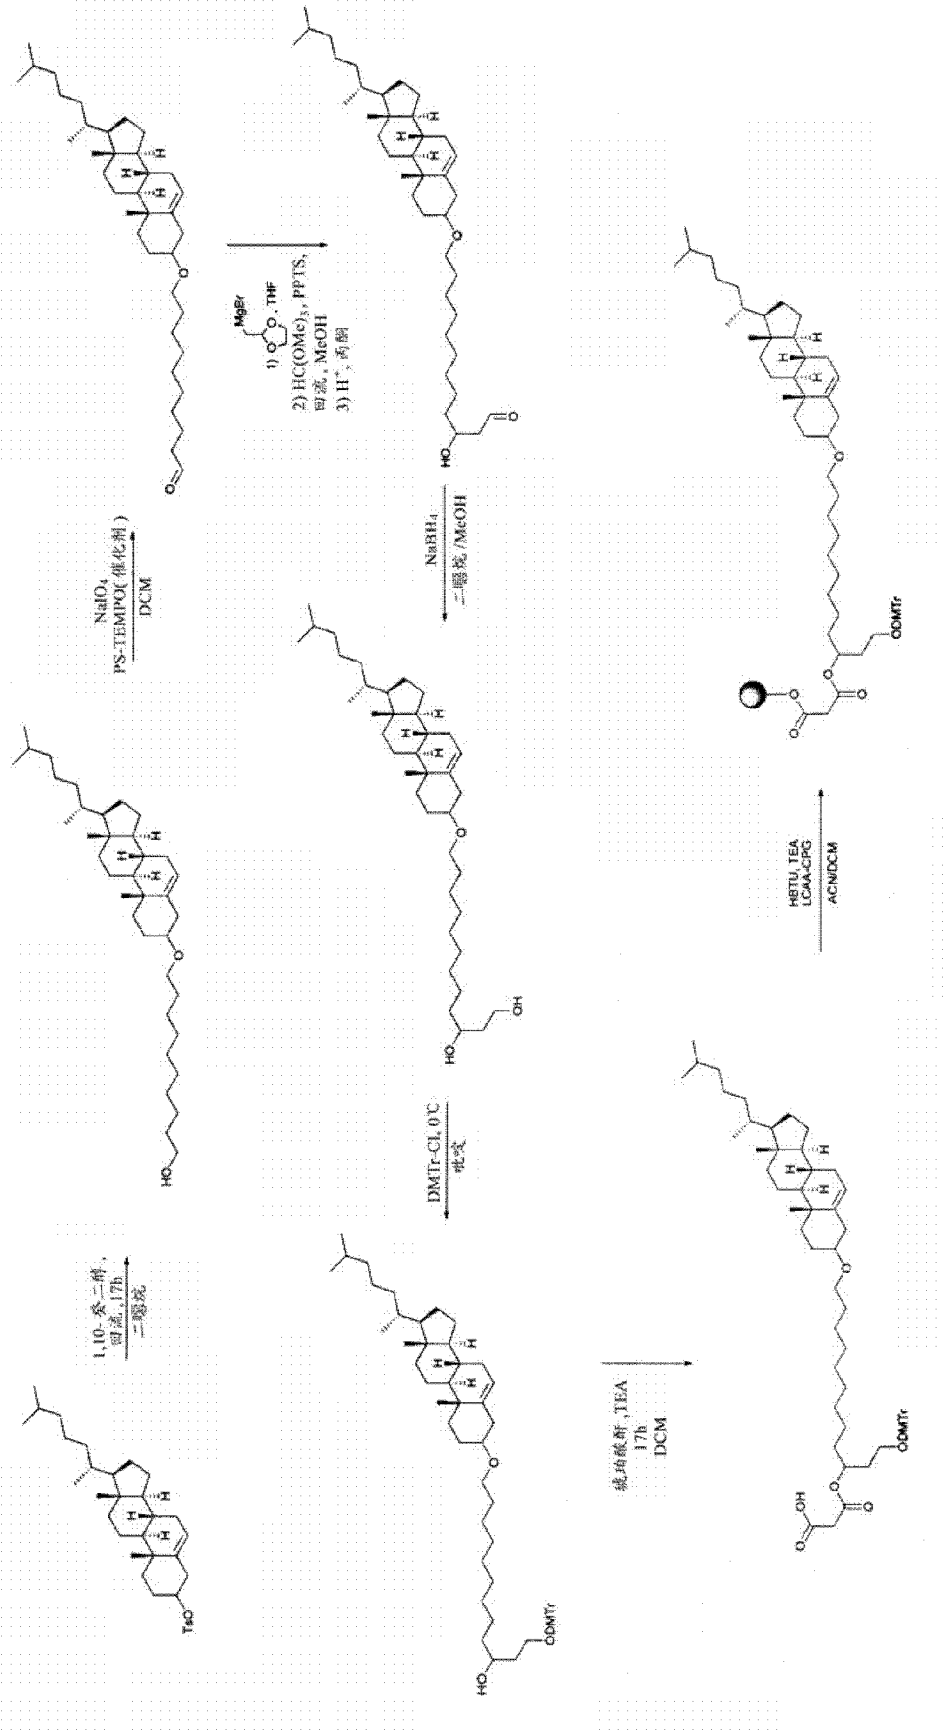 TsO
H
H
H
1,10-癸二醇,
回流,17h
二噁烷
HO
O
H
H
H
NaIO₄
PS-TEMPO(催化剂)
DCM
O
O
H
H
H
1)
MgBr
O
O
, THF
2) HC(OMe)₃, PPTS,
回流, MeOH
3) H⁺, 丙酮
HO
O
O
H
H
H
NaBH₄
二噁烷/MeOH
HO
OH
O
H
H
H
DMTr-Cl, 0℃
吡啶
HO
ODMTr
O
H
H
H
琥珀酸酐,TEA
17h
DCM
O
OH
O
O
ODMTr
O
H
H
H
HBTU, TEA
LCAA-CPG
ACN/DCM
O
O
O
O
ODMTr
O
H
H
H